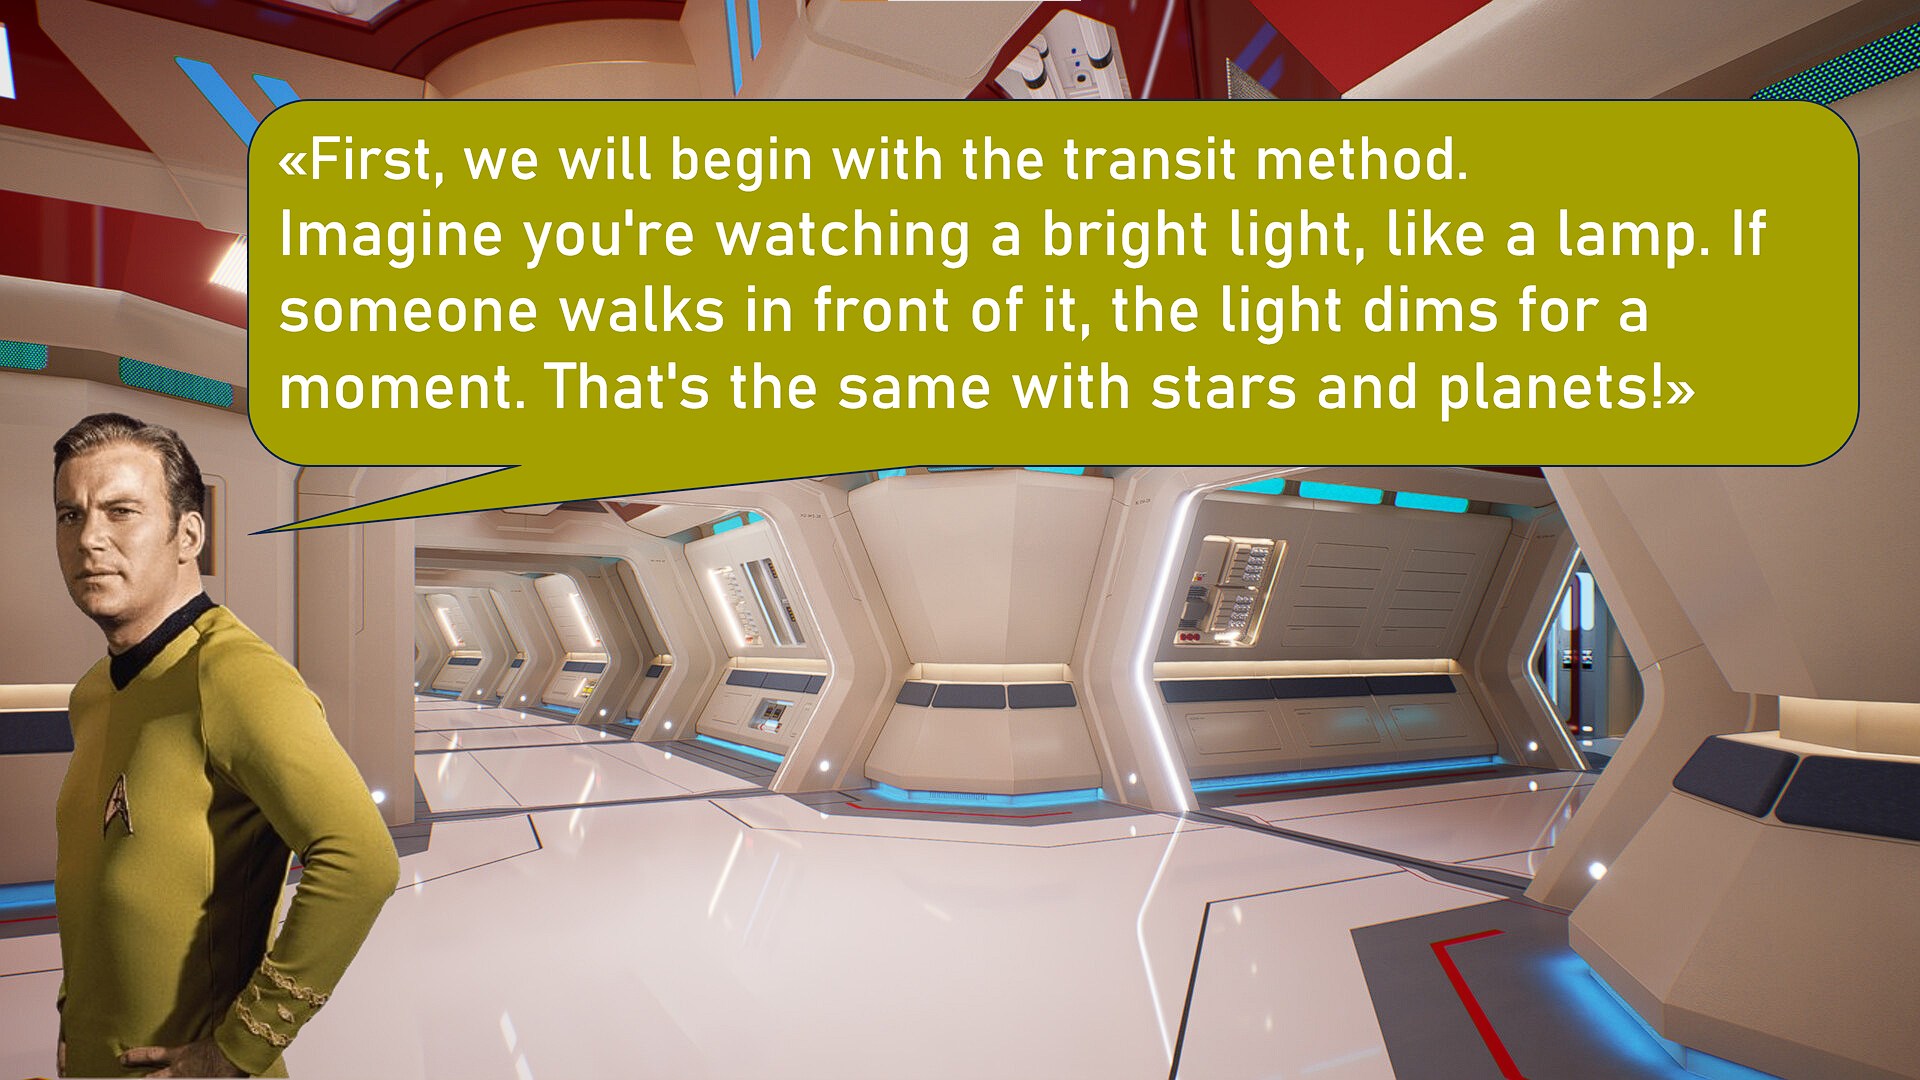 «First, we will begin with the transit method.
Imagine you're watching a bright light, like a lamp. If
someone walks in front of it, the light dims for a
moment. That's the same with stars and planets!»